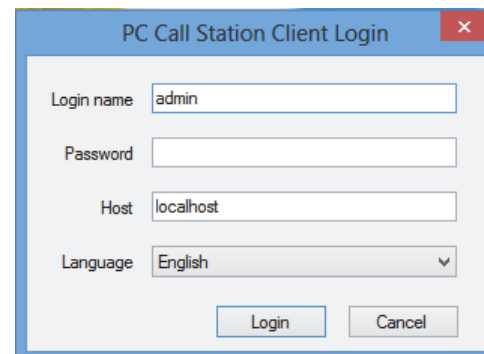 PC Call Station Client Login
Login name admin
Password
Host localhost
Language English
Login Cancel